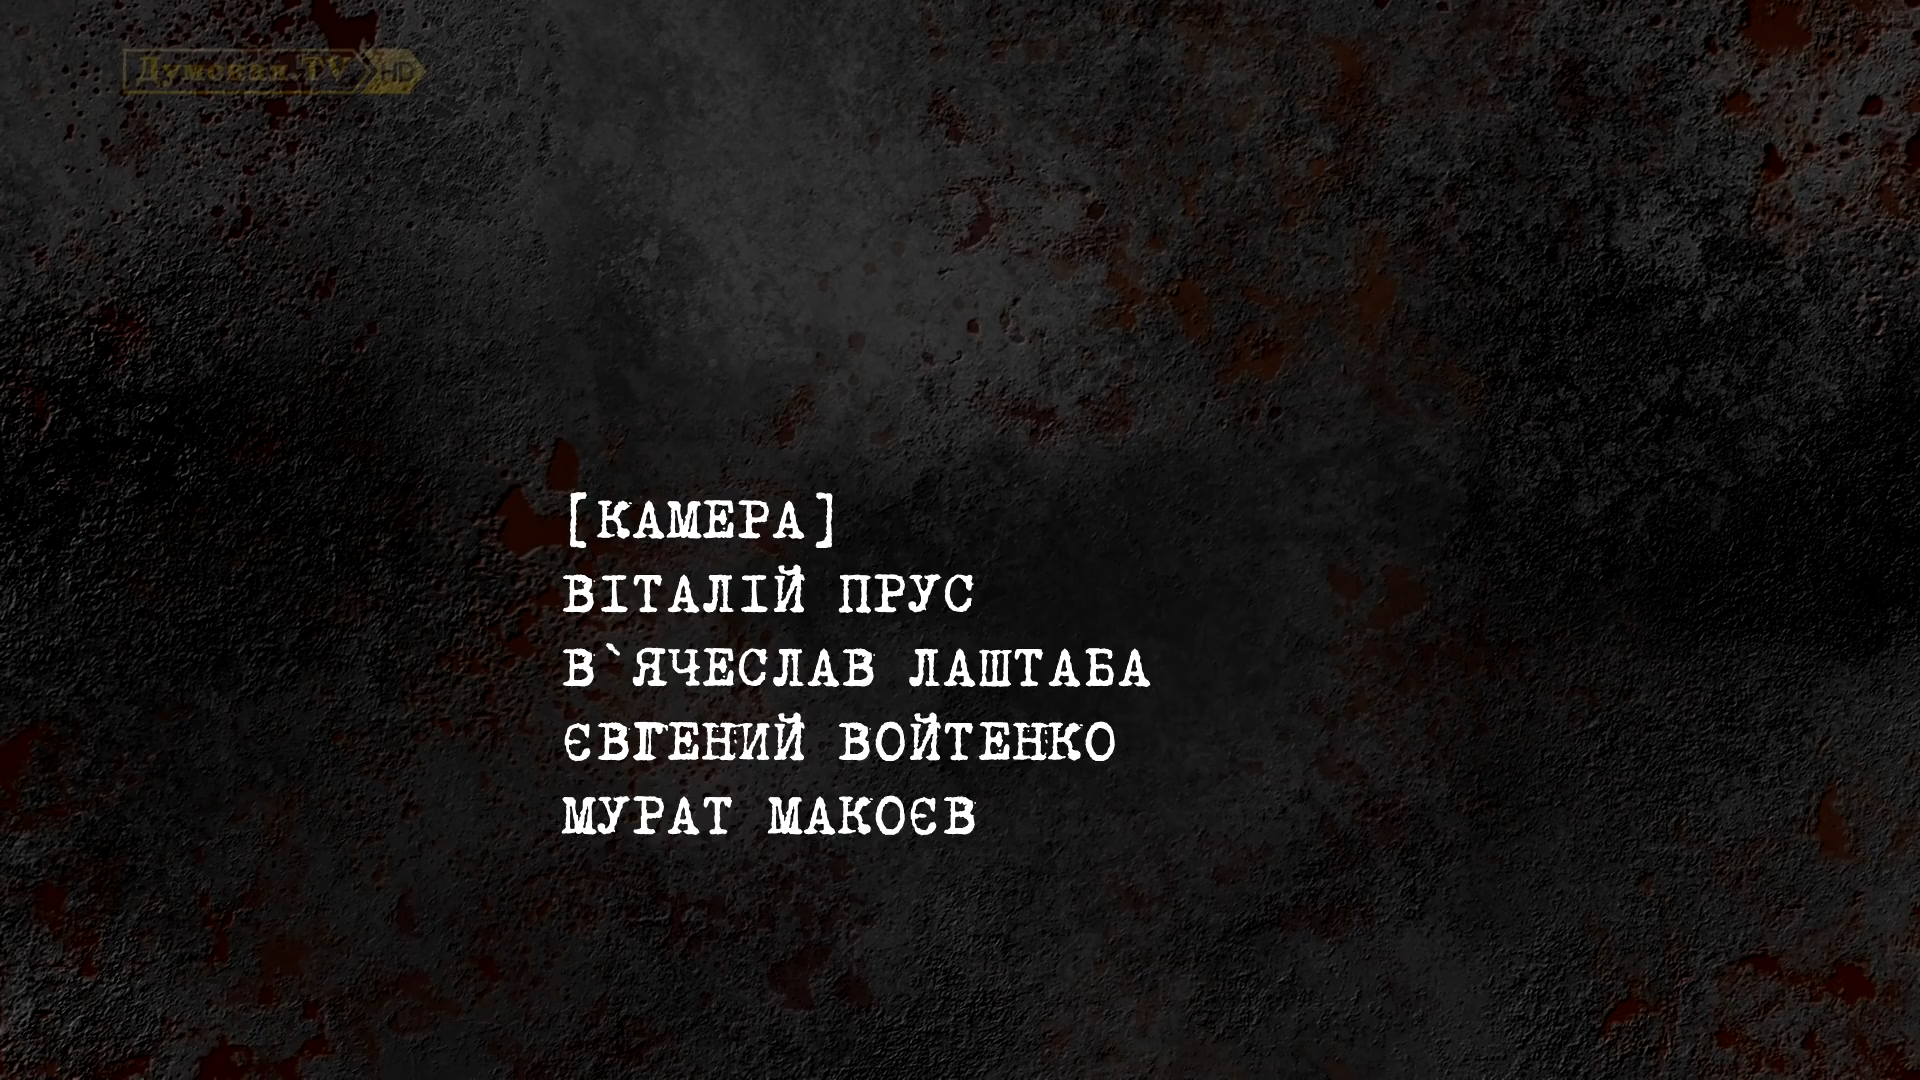 Думская.TV HD
[КАМЕРА]
ВІТАЛІЙ ПРУС
В`ЯЧЕСЛАВ ЛАШТАБА
ЄВГЕНИЙ ВОЙТЕНКО
МУРАТ МАКОЄВ